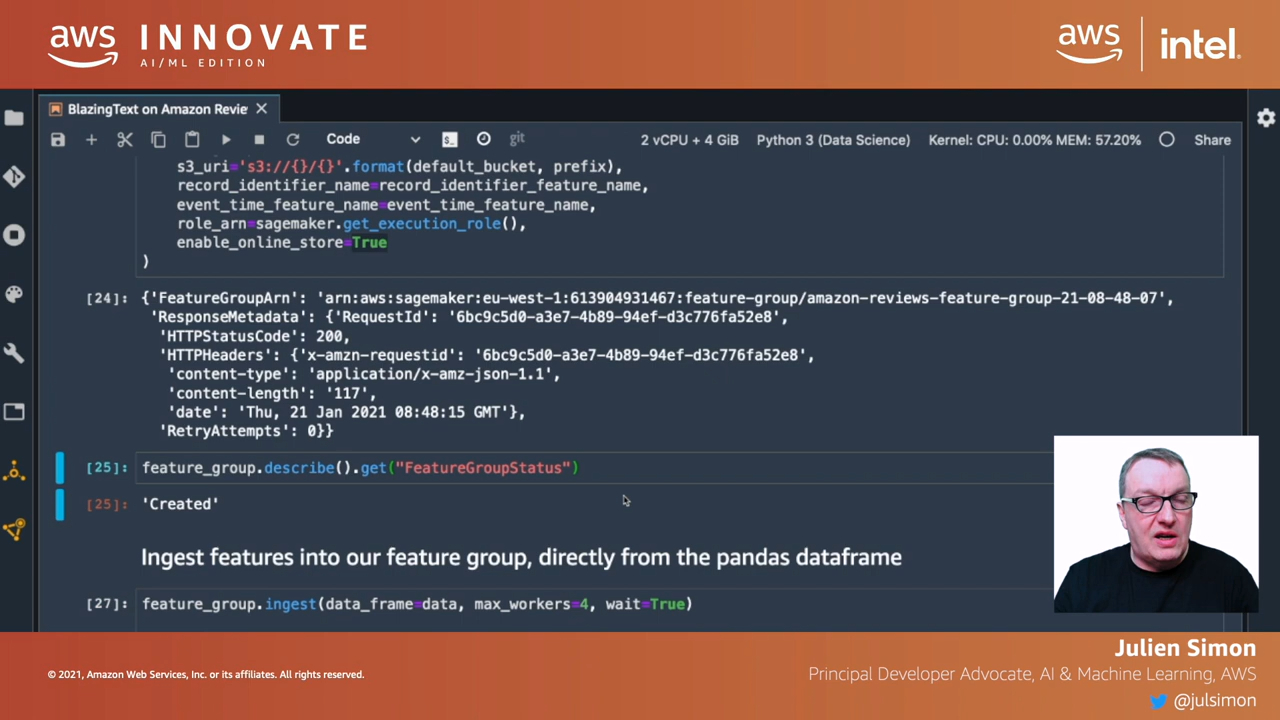 aws INNOVATE
AI/ML EDITION
aws intel.
BlazingText on Amazon Revie
Code
git
2 vCPU + 4 GiB
Python 3 (Data Science)
Kernel: CPU: 0.00% MEM: 57.20%
Share
s3_uri='s3://{}/{}'.format(default_bucket, prefix),
record_identifier_name=record_identifier_feature_name,
event_time_feature_name=event_time_feature_name,
role_arn=sagemaker.get_execution_role(),
enable_online_store=True
)
[24]: {'FeatureGroupArn': 'arn:aws:sagemaker:eu-west-1:613904931467:feature-group/amazon-reviews-feature-group-21-08-48-07',
'ResponseMetadata': {'RequestId': '6bc9c5d0-a3e7-4b89-94ef-d3c776fa52e8',
'HTTPStatusCode': 200,
'HTTPHeaders': {'x-amzn-requestid': '6bc9c5d0-a3e7-4b89-94ef-d3c776fa52e8',
'content-type': 'application/x-amz-json-1.1',
'content-length': '117',
'date': 'Thu, 21 Jan 2021 08:48:15 GMT'},
'RetryAttempts': 0}}
[25]: feature_group.describe().get("FeatureGroupStatus")
[25]: 'Created'
Ingest features into our feature group, directly from the pandas dataframe
[27]: feature_group.ingest(data_frame=data, max_workers=4, wait=True)
Julien Simon
© 2021, Amazon Web Services, Inc. or its affiliates. All rights reserved.
Principal Developer Advocate, AI & Machine Learning, AWS
@julsimon